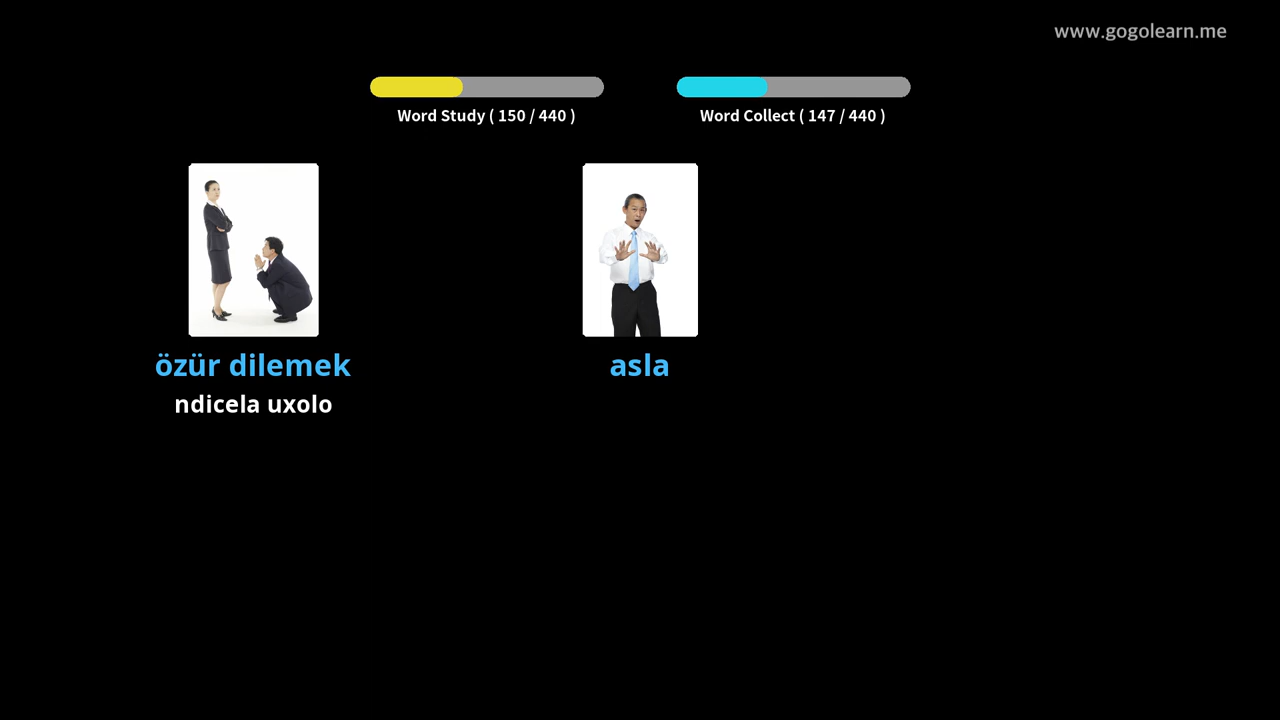 www.gogolearn.me
Word Study ( 150 / 440 )
Word Collect ( 147 / 440 )
özür dilemek
asla
ndicela uxolo